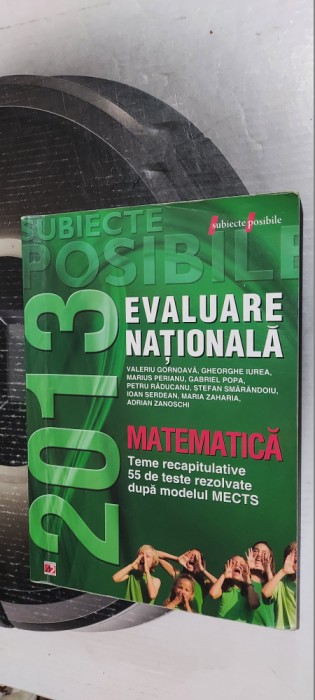 SUBIECTE
POSIBILE
subiecte posibile
2013
EVALUARE
NAȚIONALĂ
VALERIU GORNOAVĂ, GHEORGHE IUREA,
MARIUS PERIANU, GABRIEL POPA,
PETRU RĂDUCANU, ȘTEFAN SMĂRĂNDOIU,
IOAN SERDEAN, MARIA ZAHARIA,
ADRIAN ZANOSCHI
MATEMATICĂ
Teme recapitulative
55 de teste rezolvate
după modelul MECTS